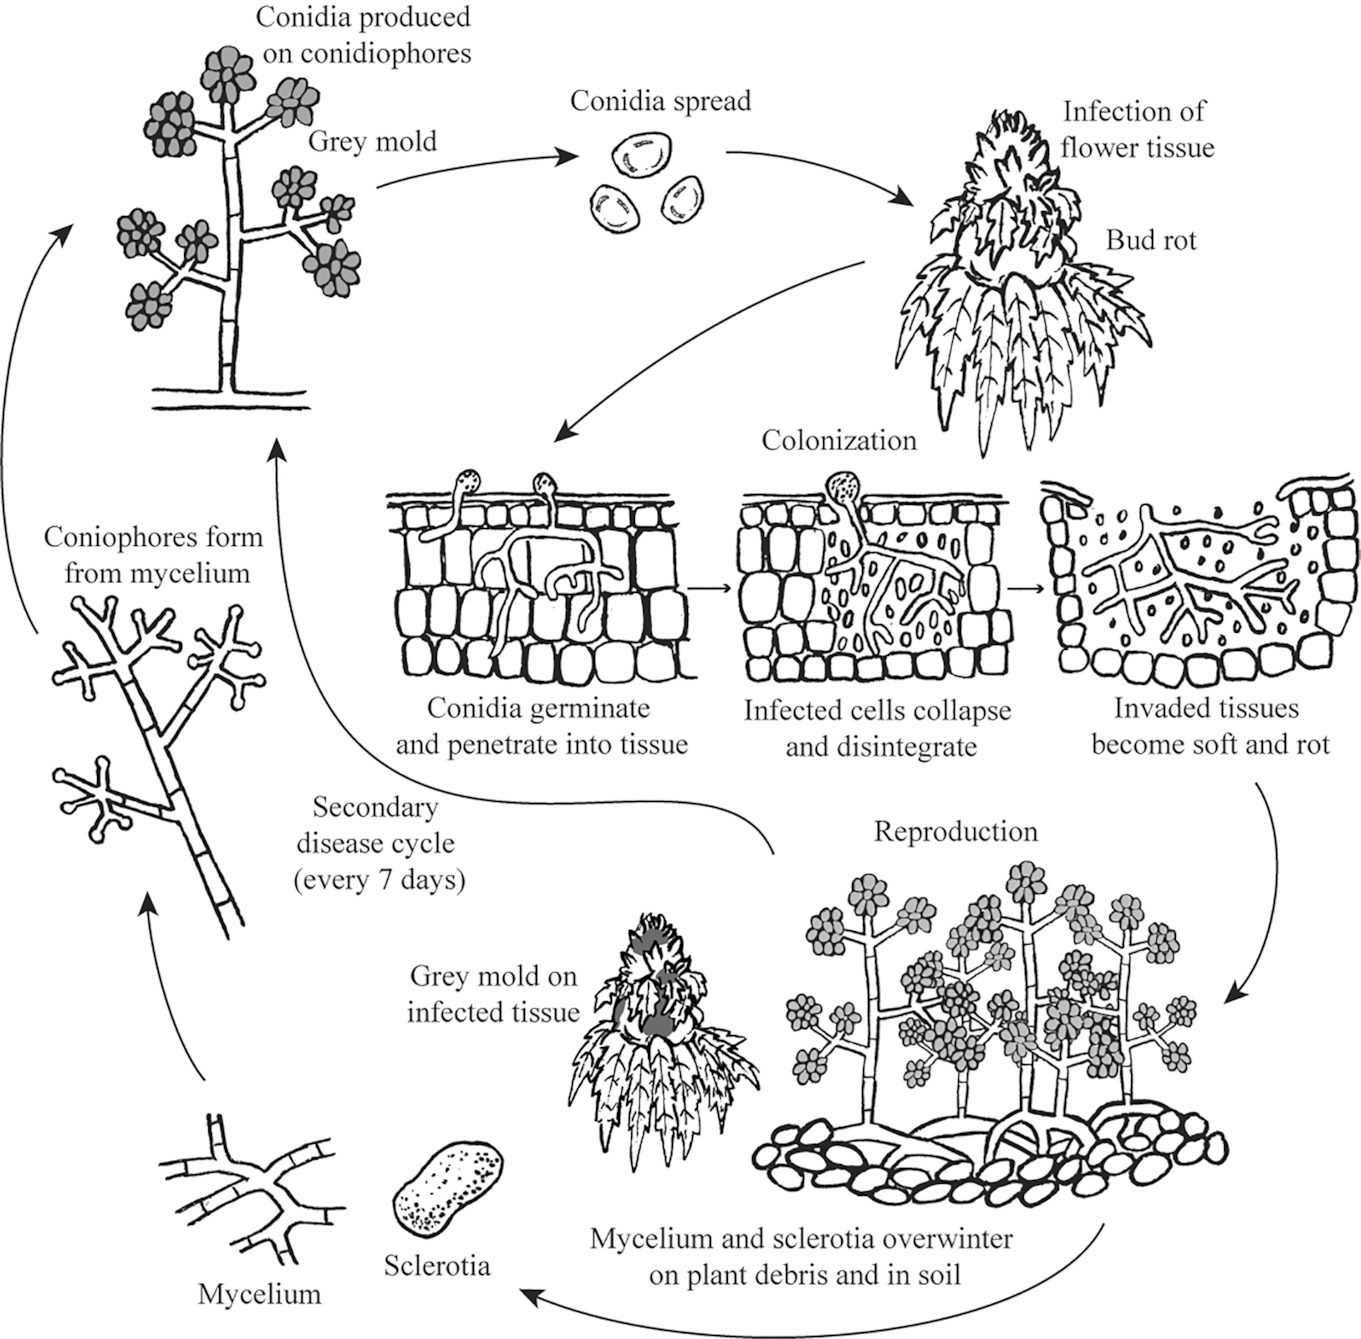 Conidia produced
on conidiophores
Grey mold
Conidia spread
Infection of
flower tissue
Bud rot
Colonization
Coniophores form
from mycelium
Conidia germinate
and penetrate into tissue
Infected cells collapse
and disintegrate
Invaded tissues
become soft and rot
Secondary
disease cycle
(every 7 days)
Reproduction
Grey mold on
infected tissue
Mycelium and sclerotia overwinter
on plant debris and in soil
Sclerotia
Mycelium